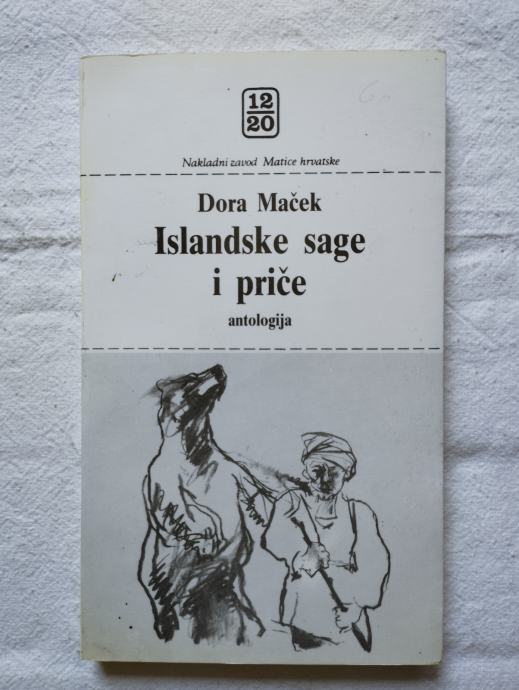 12
20
Nakladni zavod Matice hrvatske
Dora Maček
Islandske sage
i priče
antologija